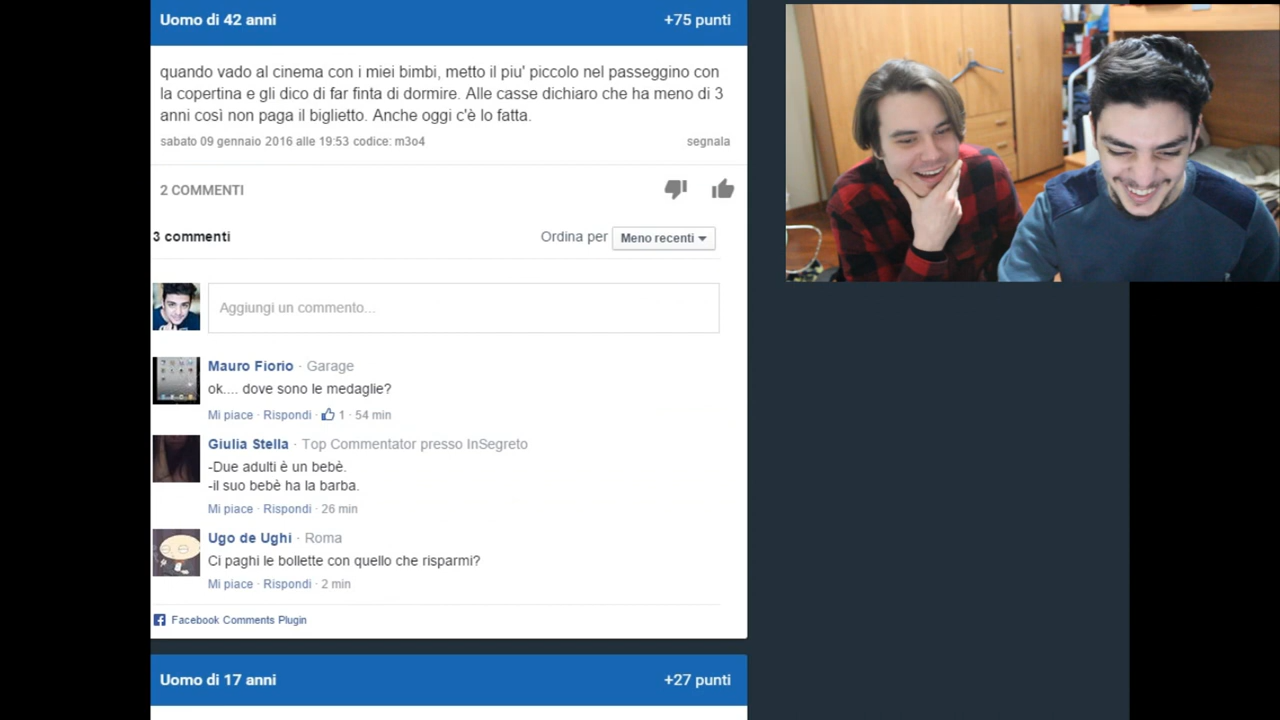 Uomo di 42 anni +75 punti
quando vado al cinema con i miei bimbi, metto il piu' piccolo nel passeggino con
la copertina e gli dico di far finta di dormire. Alle casse dichiaro che ha meno di 3
anni così non paga il biglietto. Anche oggi c'è lo fatta.
sabato 09 gennaio 2016 alle 19:53 codice: m3o4 segnala
2 COMMENTI
3 commenti Ordina per Meno recenti
Aggiungi un commento...
Mauro Fiorio · Garage
ok.... dove sono le medaglie?
Mi piace · Rispondi · 1 · 54 min
Giulia Stella · Top Commentator presso InSegreto
-Due adulti è un bebè.
-il suo bebè ha la barba.
Mi piace · Rispondi · 26 min
Ugo de Ughi · Roma
Ci paghi le bollette con quello che risparmi?
Mi piace · Rispondi · 2 min
Facebook Comments Plugin
Uomo di 17 anni +27 punti